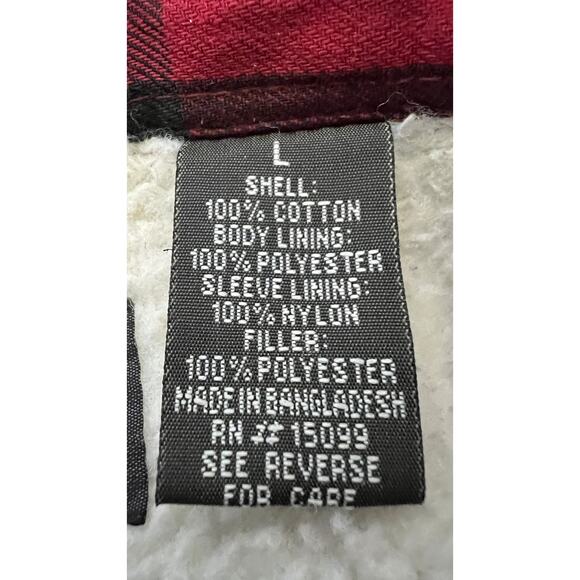 L
SHELL:
100% COTTON
BODY LINING:
100% POLYESTER
SLEEVE LINING:
100% NYLON
FILLER:
100% POLYESTER
MADE IN BANGLADESH
RN # 15099
SEE REVERSE
FOR CARE